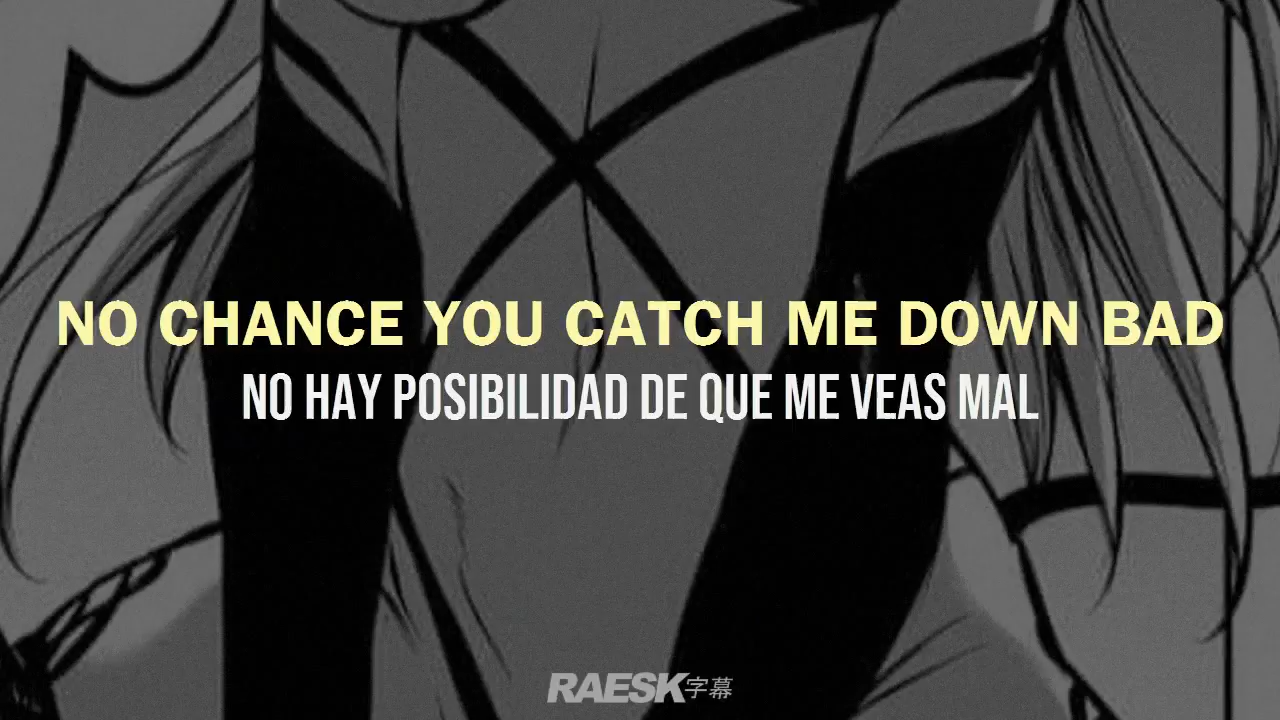 NO CHANCE YOU CATCH ME DOWN BAD
NO HAY POSIBILIDAD DE QUE ME VEAS MAL
RAESK字幕